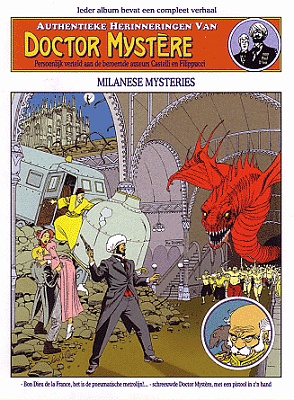 Ieder album bevat een compleet verhaal
AUTHENTIEKE HERINNERINGEN VAN
DOCTOR MYSTÈRE
Persoonlijk verteld aan de beroemde auteurs Castelli en Filippucci
MILANESE MYSTERIES
- Bon Dieu de la France, het is de pneumatische metrolijn!... - schreeuwde Doctor Mystère, met een pistool in z'n hand